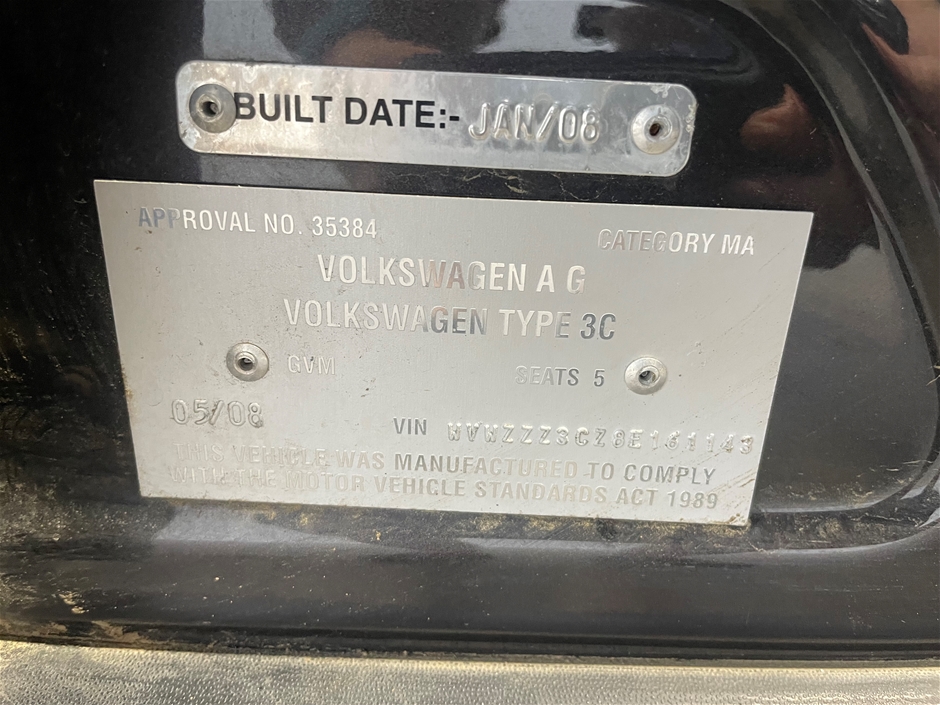 BUILT DATE:- JAN/08
APPROVAL NO. 35384 CATEGORY MA
VOLKSWAGEN A G
VOLKSWAGEN TYPE 3C
GVM SEATS 5
05/08 VIN WVWZZZ3CZ8E161143
THIS VEHICLE WAS MANUFACTURED TO COMPLY
WITH THE MOTOR VEHICLE STANDARDS ACT 1989